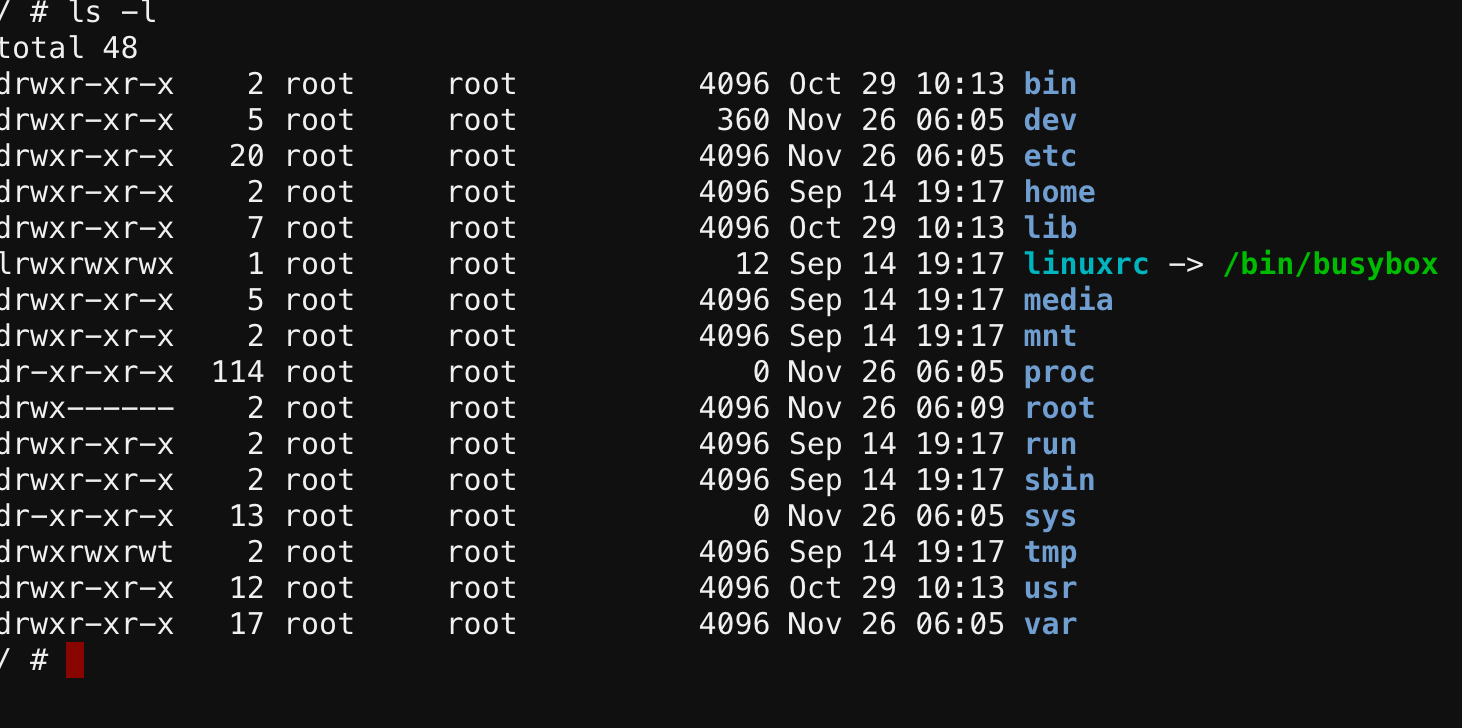 / # ls -l
total 48
drwxr-xr-x    2 root     root          4096 Oct 29 10:13 bin
drwxr-xr-x    5 root     root           360 Nov 26 06:05 dev
drwxr-xr-x   20 root     root          4096 Nov 26 06:05 etc
drwxr-xr-x    2 root     root          4096 Sep 14 19:17 home
drwxr-xr-x    7 root     root          4096 Oct 29 10:13 lib
lrwxrwxrwx    1 root     root            12 Sep 14 19:17 linuxrc -> /bin/busybox
drwxr-xr-x    5 root     root          4096 Sep 14 19:17 media
drwxr-xr-x    2 root     root          4096 Sep 14 19:17 mnt
dr-xr-xr-x  114 root     root             0 Nov 26 06:05 proc
drwx------    2 root     root          4096 Nov 26 06:09 root
drwxr-xr-x    2 root     root          4096 Sep 14 19:17 run
drwxr-xr-x    2 root     root          4096 Sep 14 19:17 sbin
dr-xr-xr-x   13 root     root             0 Nov 26 06:05 sys
drwxrwxrwt    2 root     root          4096 Sep 14 19:17 tmp
drwxr-xr-x   12 root     root          4096 Oct 29 10:13 usr
drwxr-xr-x   17 root     root          4096 Nov 26 06:05 var
/ #